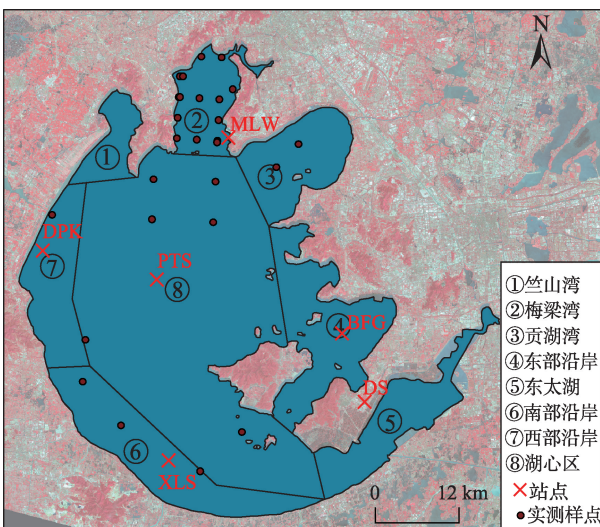 N
②
MLW
①
③
DPK
⑦
PTS
⑧
④
BFG
DS
⑤
⑥
XLS
①竺山湾
②梅梁湾
③贡湖湾
④东部沿岸
⑤东太湖
⑥南部沿岸
⑦西部沿岸
⑧湖心区
站点
实测样点
0 12 km